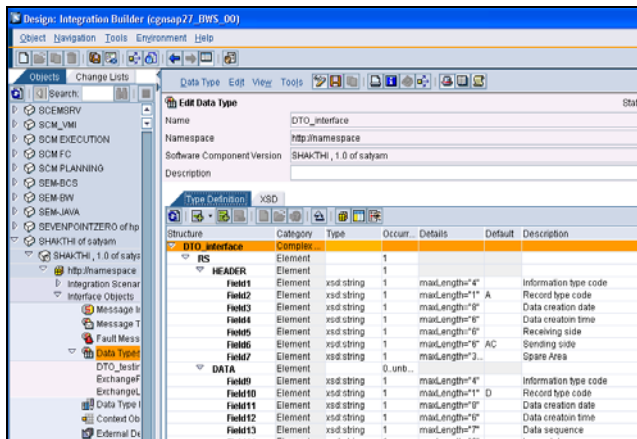 Design: Integration Builder (cgnsap27_BWS_00)
Object Navigation Tools Environment Help
Objects Change Lists
Search:
SCEMSRV
SCM_VMI
SCM EXECUTION
SCM FC
SCM PLANNING
SEM-BCS
SEM-BW
SEM-JAVA
SEVENPOINTZERO of hp
SHAKTHI of satyam
SHAKTHI , 1.0 of satya
http://namespace
Integration Scenar
Interface Objects
Message In
Message T
Fault Mess
Data Types
DTO_testin
ExchangeF
ExchangeL
Data Type
Context Ob
External De
Data Type Edit View Tools
Edit Data Type Stat
Name DTO_interface
Namespace http://namespace
Software Component Version SHAKTHI , 1.0 of satyam
Description
Type Definition XSD
Structure Category Type Occurr... Details Default Description
DTO_interface Complex ...
RS Element 1
HEADER Element 1
Field1 Element xsd:string 1 maxLength="4" Information type code
Field2 Element xsd:string 1 maxLength="1" A Record type code
Field3 Element xsd:string 1 maxLength="8" Data creation date
Field4 Element xsd:string 1 maxLength="6" Data creatoin time
Field5 Element xsd:string 1 maxLength="6" Receiving side
Field6 Element xsd:string 1 maxLength="6" AC Sending side
Field7 Element xsd:string 1 maxLength="3... Spare Area
DATA Element 0..unb...
Field9 Element xsd:string 1 maxLength="4" Information type code
Field10 Element xsd:string 1 maxLength="1" D Record type code
Field11 Element xsd:string 1 maxLength="8" Data creation date
Field12 Element xsd:string 1 maxLength="6" Data creatoin time
Field13 Element xsd:string 1 maxLength="7" Data sequence